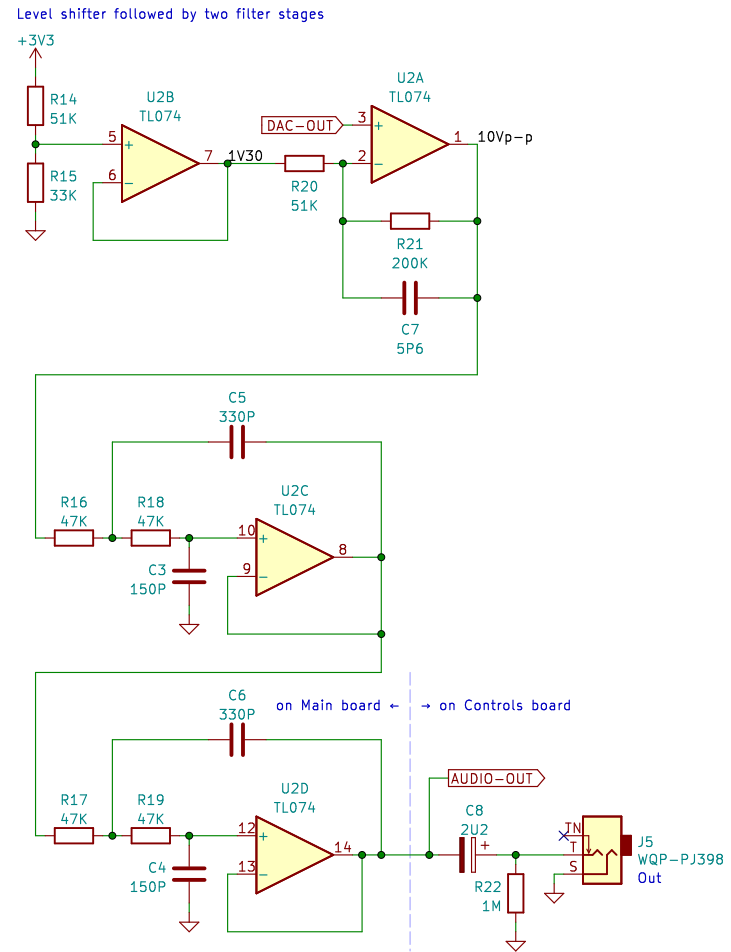 Level shifter followed by two filter stages
+3V3
R14
51K
R15
33K
U2B
TL074
5
+
6
−
7
1V30
R20
51K
DAC-OUT
U2A
TL074
3
+
2
−
1
10Vp-p
R21
200K
C7
5P6
C5
330P
R16
47K
R18
47K
C3
150P
U2C
TL074
10
+
9
−
8
C6
330P
on Main board ←
→ on Controls board
R17
47K
R19
47K
C4
150P
U2D
TL074
12
+
13
−
14
AUDIO-OUT
C8
2U2
+
R22
1M
TN
T
S
J5
WQP-PJ398
Out